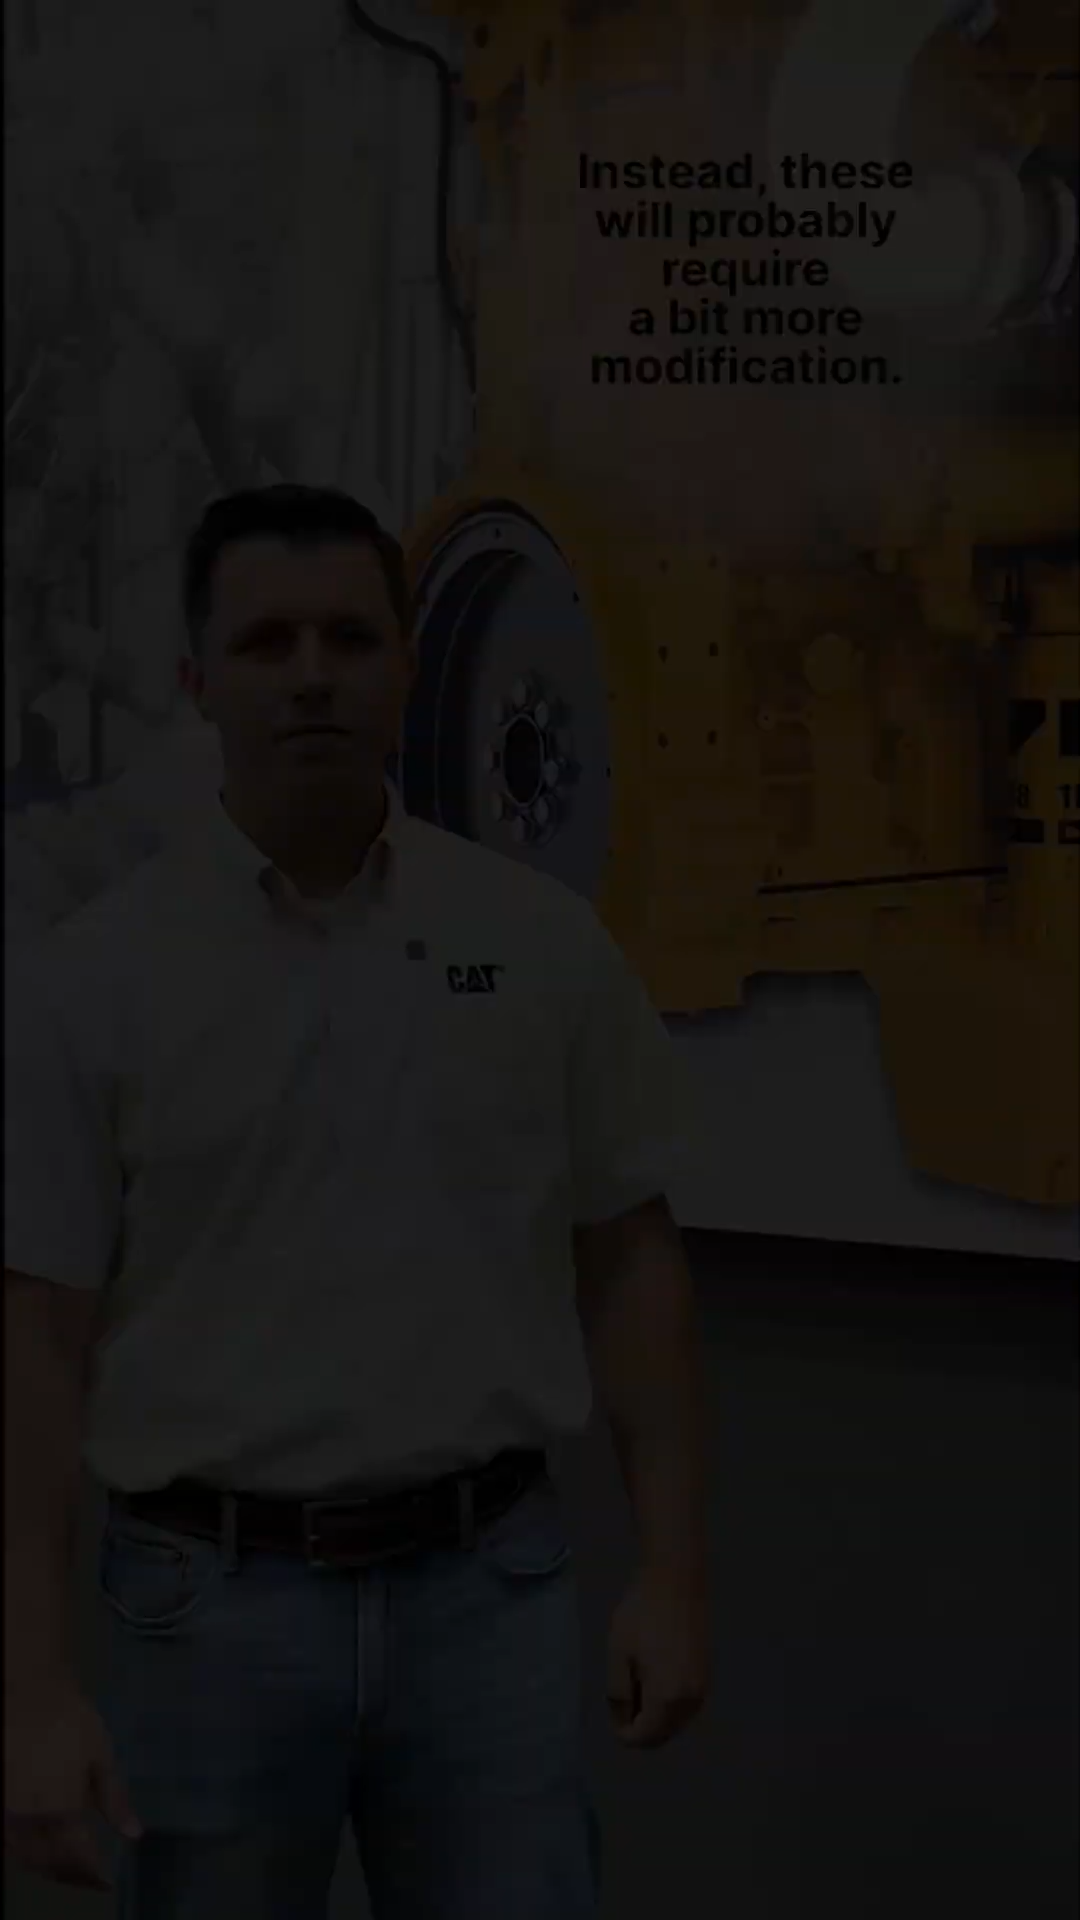 Instead, these
will probably
require
a bit more
modification.
CAT